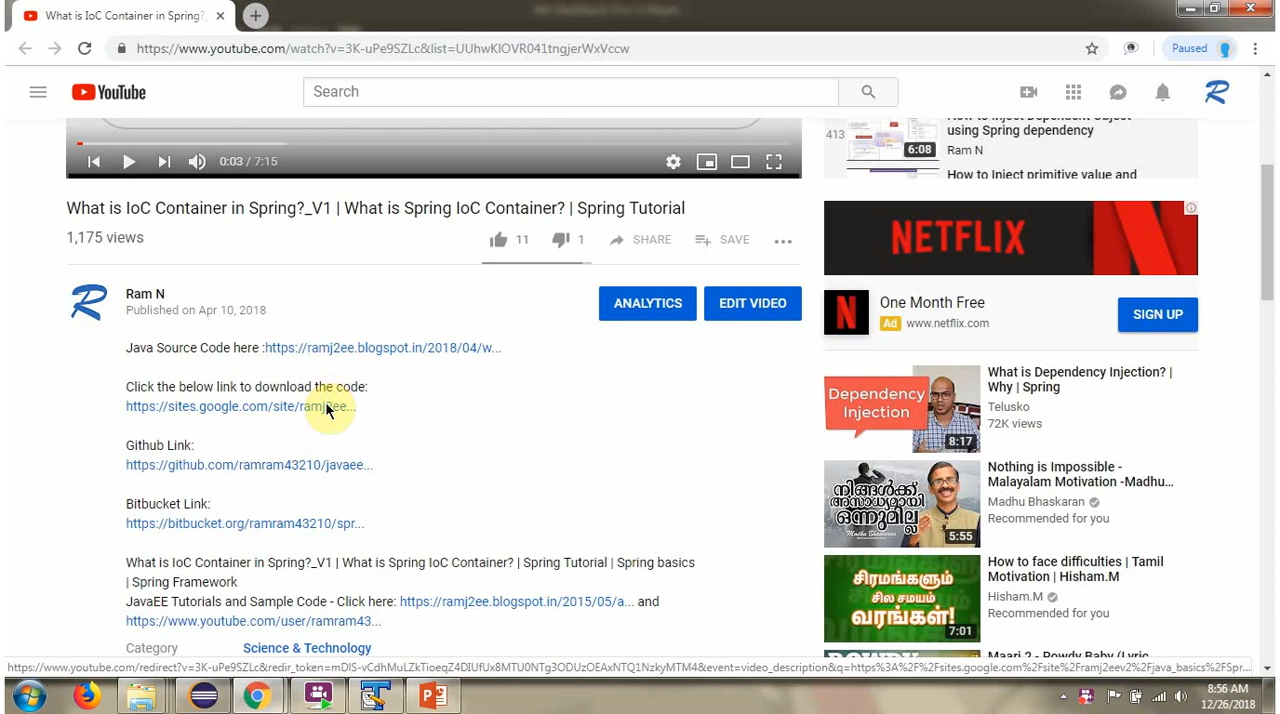 What is IoC Container in Spring?_
https://www.youtube.com/watch?v=3K-uPe9SZLc&list=UUhwKlOVR041tngjerWxVccw
Paused
YouTube
Search
0:03 / 7:15
What is IoC Container in Spring?_V1 | What is Spring IoC Container? | Spring Tutorial
1,175 views
11
1
SHARE
SAVE
Ram N
Published on Apr 10, 2018
ANALYTICS
EDIT VIDEO
Java Source Code here :https://ramj2ee.blogspot.in/2018/04/w...
Click the below link to download the code:
https://sites.google.com/site/ramj2ee...
Github Link:
https://github.com/ramram43210/javaee...
Bitbucket Link:
https://bitbucket.org/ramram43210/spr...
What is IoC Container in Spring?_V1 | What is Spring IoC Container? | Spring Tutorial | Spring basics
| Spring Framework
JavaEE Tutorials and Sample Code - Click here: https://ramj2ee.blogspot.in/2015/05/a... and
https://www.youtube.com/user/ramram43...
Category
Science & Technology
413
6:08
How to Inject Dependent Object
using Spring dependency
Ram N
How to Inject primitive value and
NETFLIX
One Month Free
Ad www.netflix.com
SIGN UP
Dependency
Injection
8:17
What is Dependency Injection? |
Why | Spring
Telusko
72K views
നിങ്ങൾക്ക്
അസാധ്യമായി
ഒന്നുമില്ല
5:55
Nothing is Impossible -
Malayalam Motivation -Madhu...
Madhu Bhaskaran
Recommended for you
சிரமங்களும்
சில சமயம்
வரங்கள்!
7:01
How to face difficulties | Tamil
Motivation | Hisham.M
Hisham.M
Recommended for you
Maari 2 - Rowdy Baby (Lyric
8:56 AM
12/26/2018